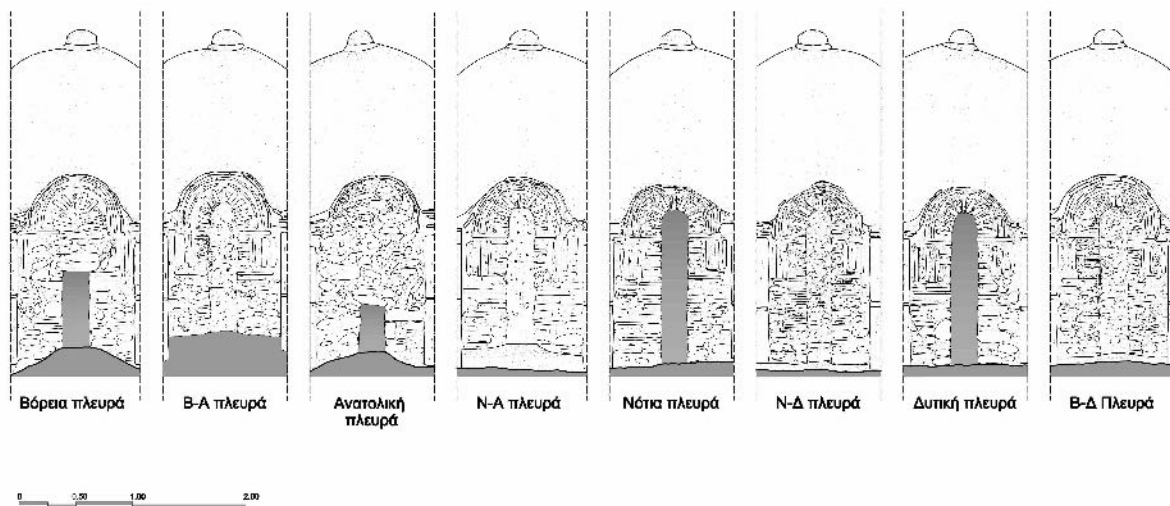 Βόρεια πλευρά
Β-Α πλευρά
Ανατολική
πλευρά
Ν-Α πλευρά
Νότια πλευρά
Ν-Δ πλευρά
Δυτική πλευρά
Β-Δ Πλευρά
0 0.50 1.00 2.00